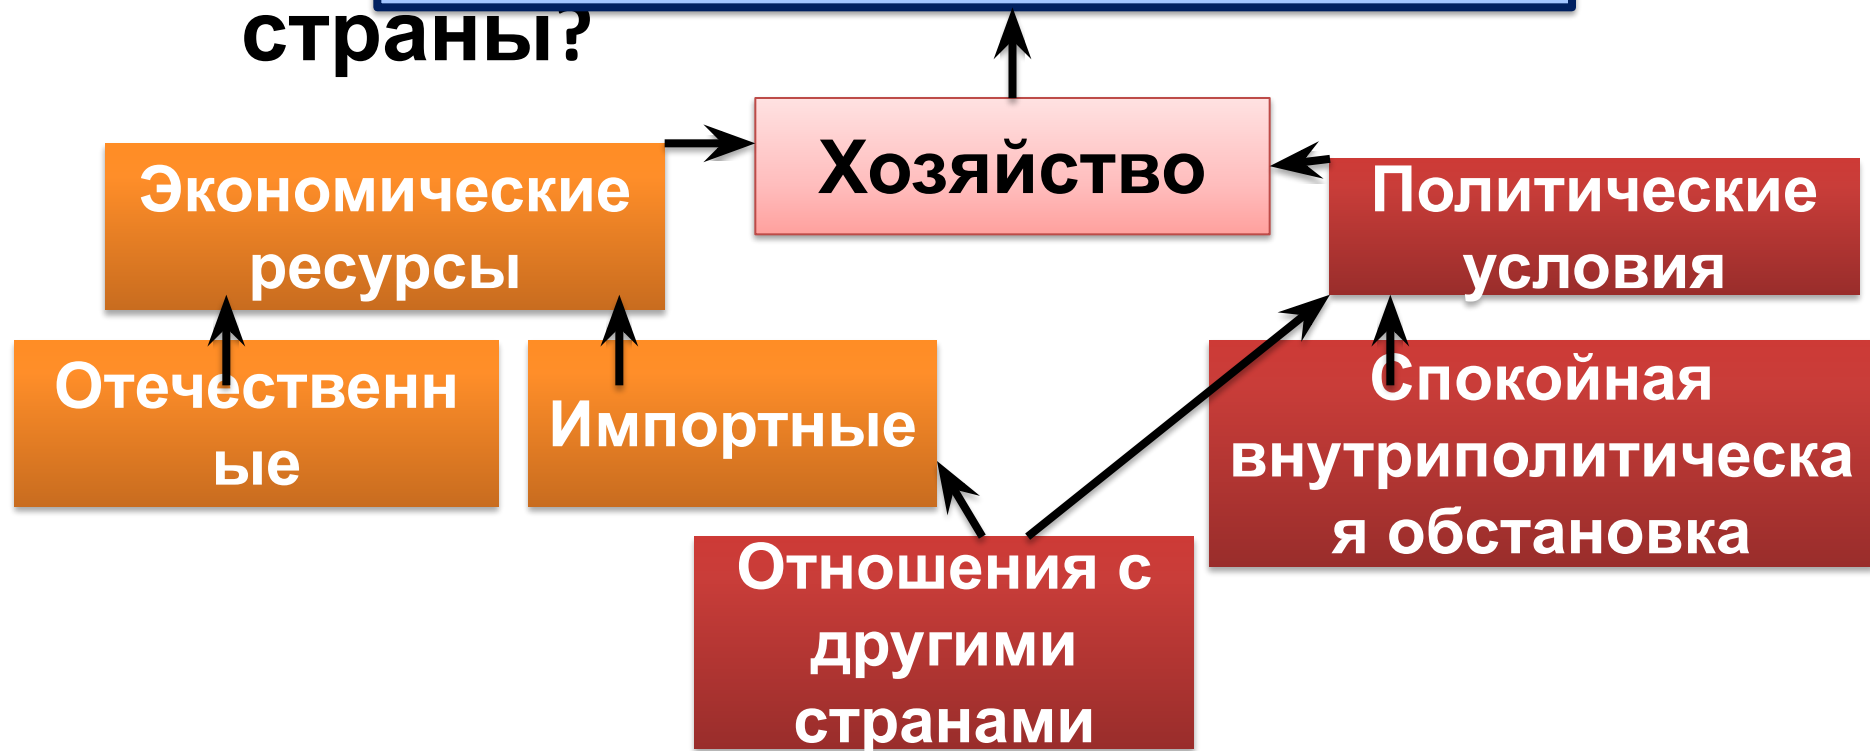 страны?
Хозяйство
Экономические
ресурсы
Политические
условия
Отечественн
ые
Импортные
Спокойная
внутриполитическа
я обстановка
Отношения с
другими
странами